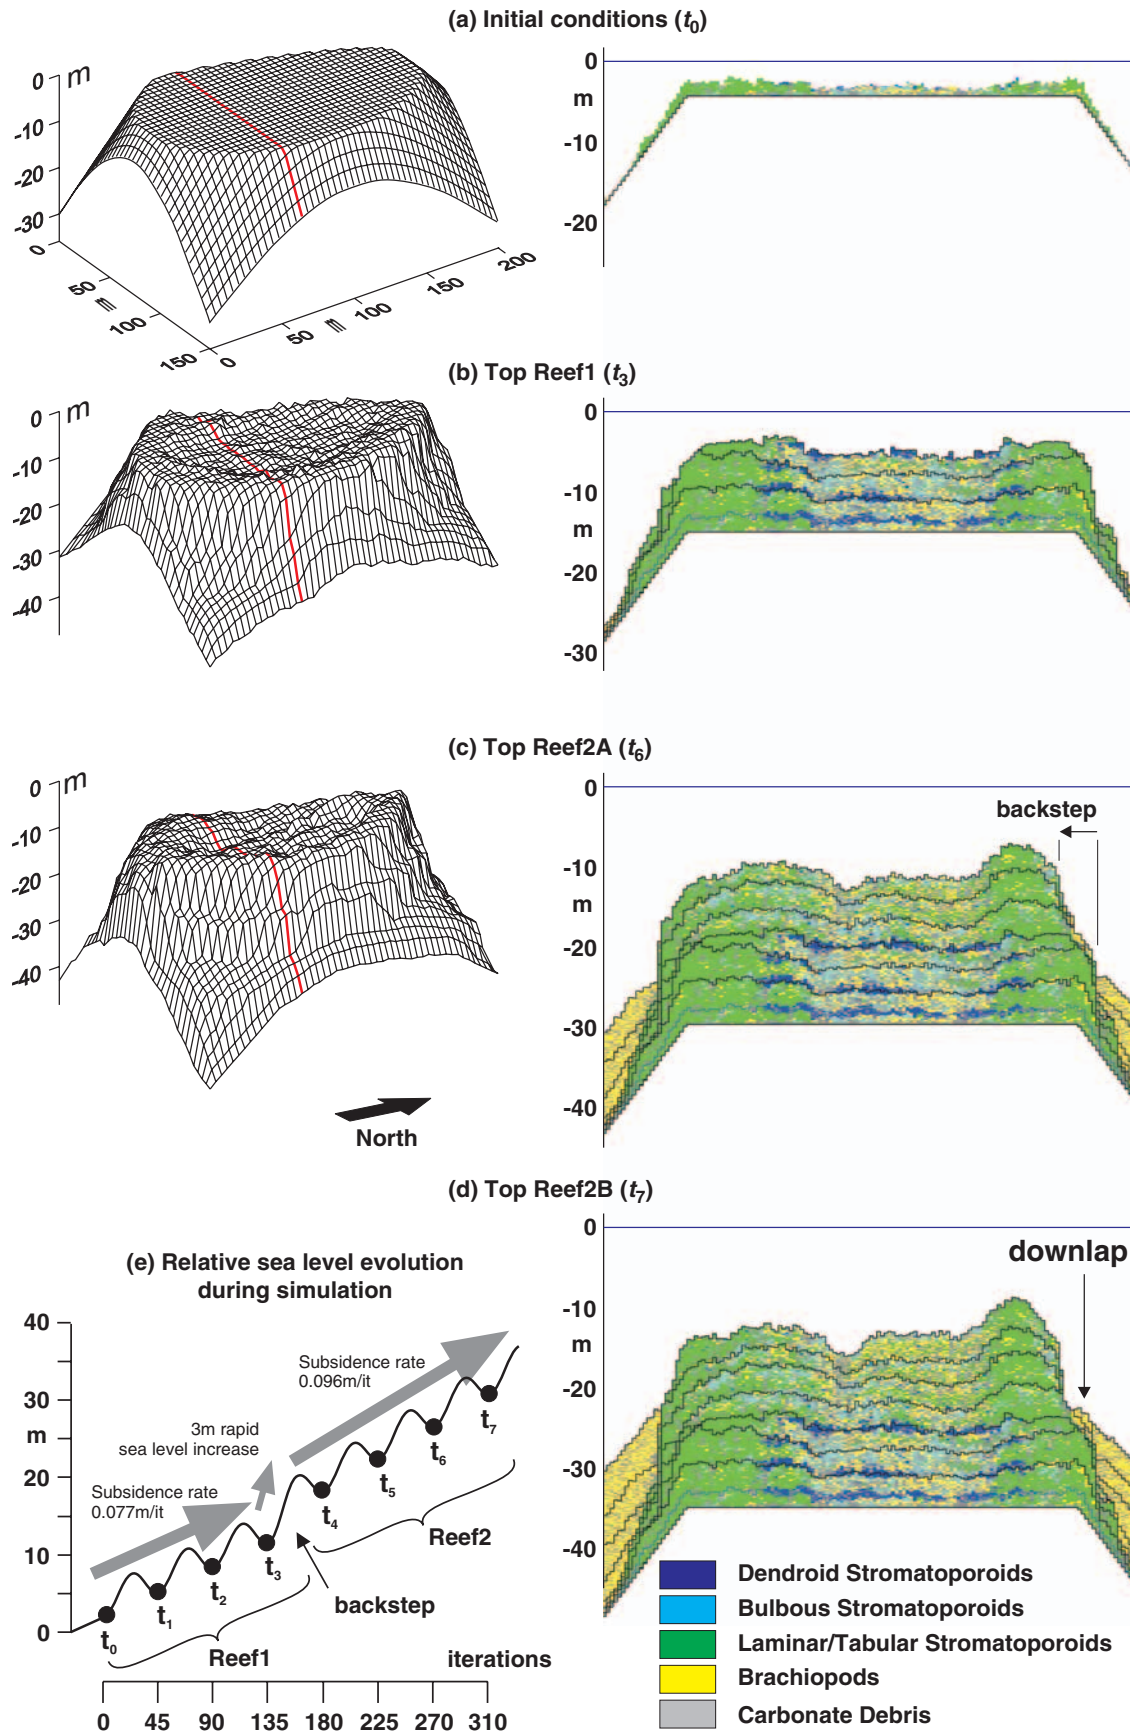 (a) Initial conditions (t0)
0 m
-10
-20
-30
0
50
m
100
150
0
50
m
100
150
200
0
m
-10
-20
(b) Top Reef1 (t3)
0 m
-10
-20
-30
-40
0
-10
m
-20
-30
(c) Top Reef2A (t6)
0 m
-10
-20
-30
-40
North
0
backstep
-10
m
-20
-30
-40
(d) Top Reef2B (t7)
0
downlap
-10
m
-20
-30
-40
(e) Relative sea level evolution
during simulation
40
30
m
20
10
0
Subsidence rate
0.096m/it
3m rapid
sea level increase
Subsidence rate
0.077m/it
t0
t1
t2
t3
t4
t5
t6
t7
Reef2
backstep
Reef1
iterations
0 45 90 135 180 225 270 310
Dendroid Stromatoporoids
Bulbous Stromatoporoids
Laminar/Tabular Stromatoporoids
Brachiopods
Carbonate Debris